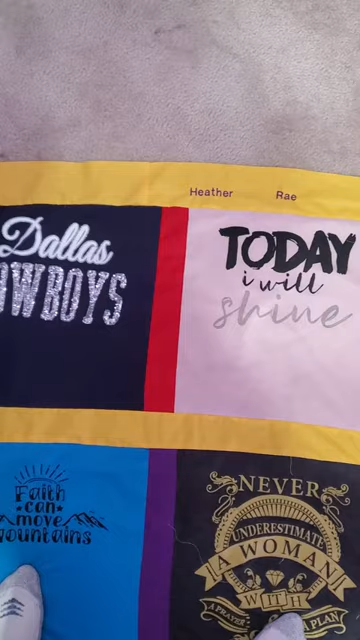 Heather Rae
Dallas
OWBOYS
TODAY
i will
shine
Faith
can
move
mountains
NEVER
UNDERESTIMATE
A WOMAN
WITH
A PRAYER PLAN